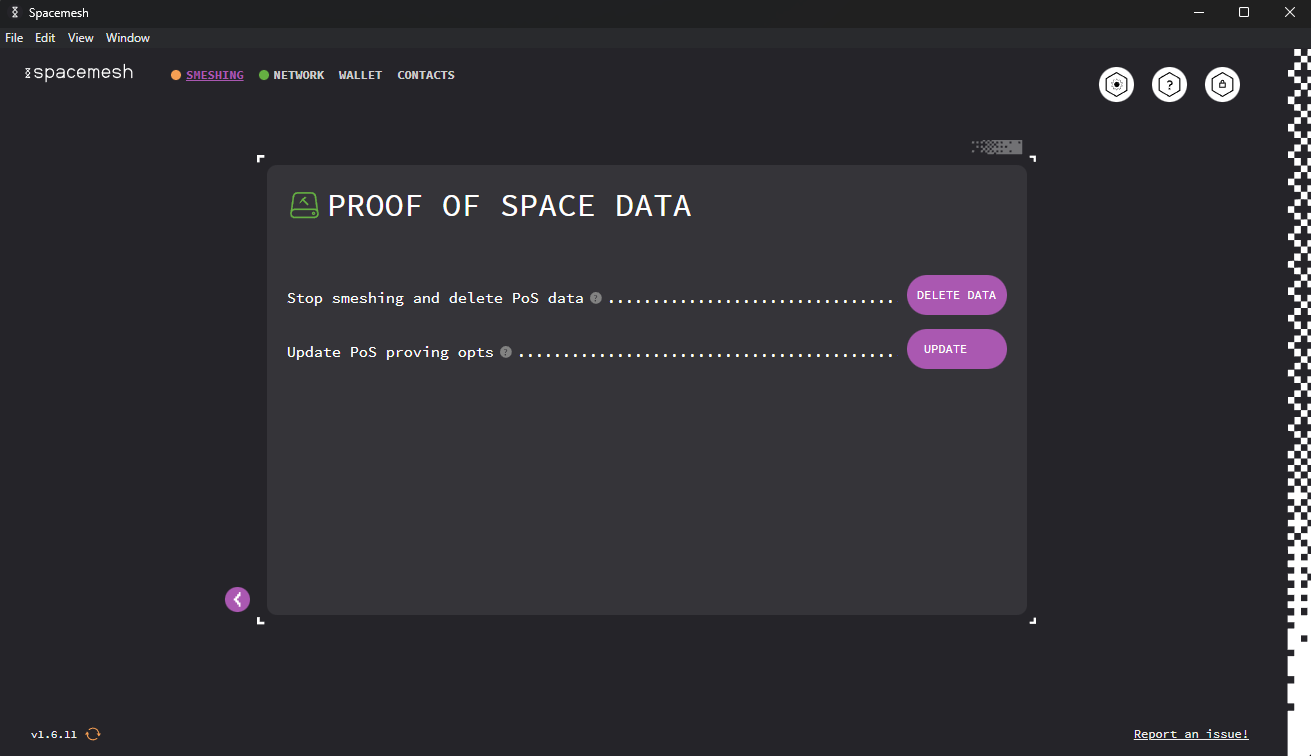 Spacemesh
File Edit View Window
spacemesh
SMESHING NETWORK WALLET CONTACTS
?
PROOF OF SPACE DATA
Stop smeshing and delete PoS data ? ................................ DELETE DATA
Update PoS proving opts ? .......................................... UPDATE
v1.6.11
Report an issue!